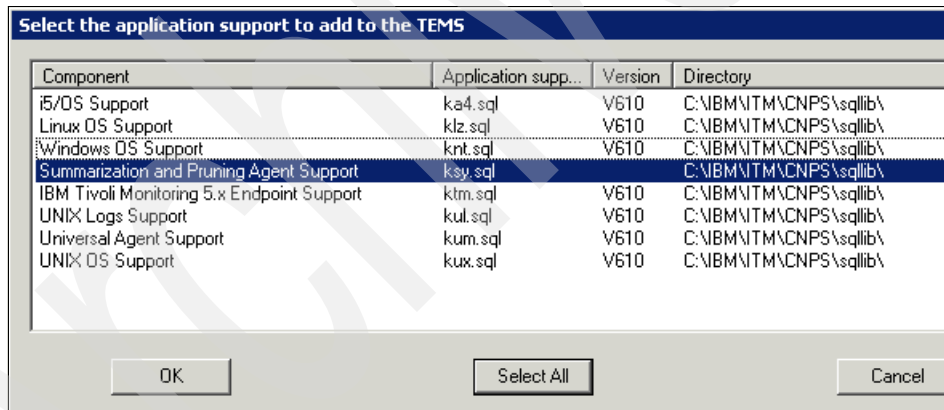 Select the application support to add to the TEMS
Component Application supp... Version Directory
i5/OS Support ka4.sql V610 C:\IBM\ITM\CNPS\sqllib\
Linux OS Support klz.sql V610 C:\IBM\ITM\CNPS\sqllib\
Windows OS Support knt.sql V610 C:\IBM\ITM\CNPS\sqllib\
Summarization and Pruning Agent Support ksy.sql C:\IBM\ITM\CNPS\sqllib\
IBM Tivoli Monitoring 5.x Endpoint Support ktm.sql V610 C:\IBM\ITM\CNPS\sqllib\
UNIX Logs Support kul.sql V610 C:\IBM\ITM\CNPS\sqllib\
Universal Agent Support kum.sql V610 C:\IBM\ITM\CNPS\sqllib\
UNIX OS Support kux.sql V610 C:\IBM\ITM\CNPS\sqllib\
OK Select All Cancel